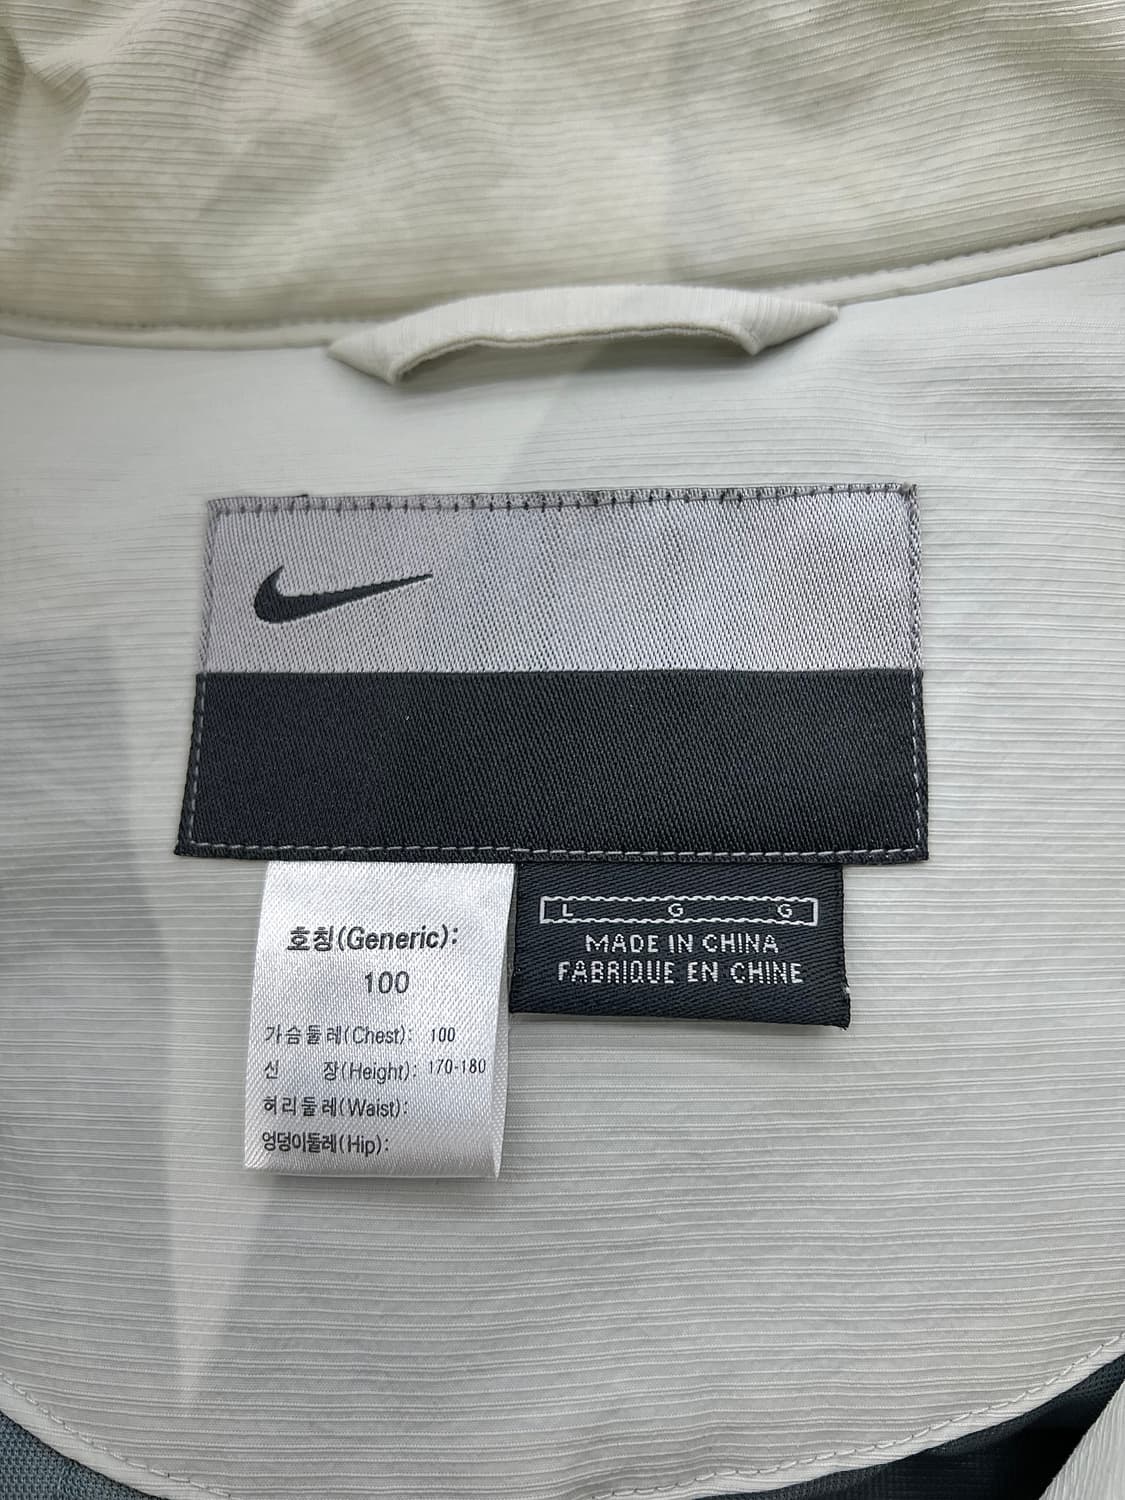 호칭(Generic):
100
가슴둘레(Chest): 100
신 장(Height): 170-180
허리둘레(Waist):
엉덩이둘레(Hip):
L G G
MADE IN CHINA
FABRIQUE EN CHINE